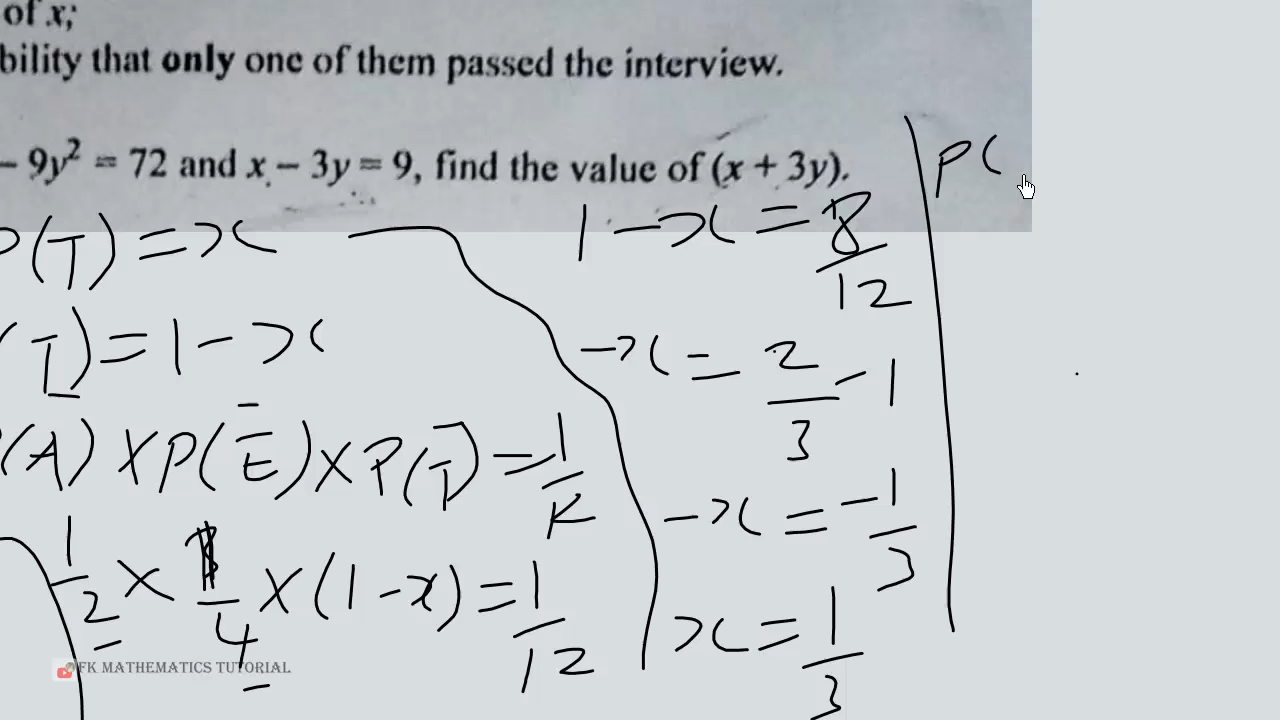 of x;
bility that only one of them passed the interview.
- 9y² = 72 and x - 3y = 9, find the value of (x + 3y).
P(
P(T) = x
(T̅) = 1 - x
(A) × P(E̅) × P(T̅) = 1/12
1/2 × 1/4 × (1 - x) = 1/12
1 - x = 8/12
-x = 2/3 - 1
-x = -1/3
x = 1/3
FK MATHEMATICS TUTORIAL